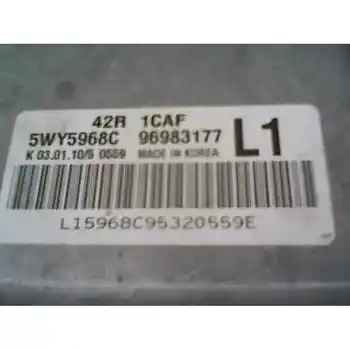 42R 1CAF
5WY5968C 96983177 L1
K 03.01.10/5 0559 MADE IN KOREA
L15968C95320559E